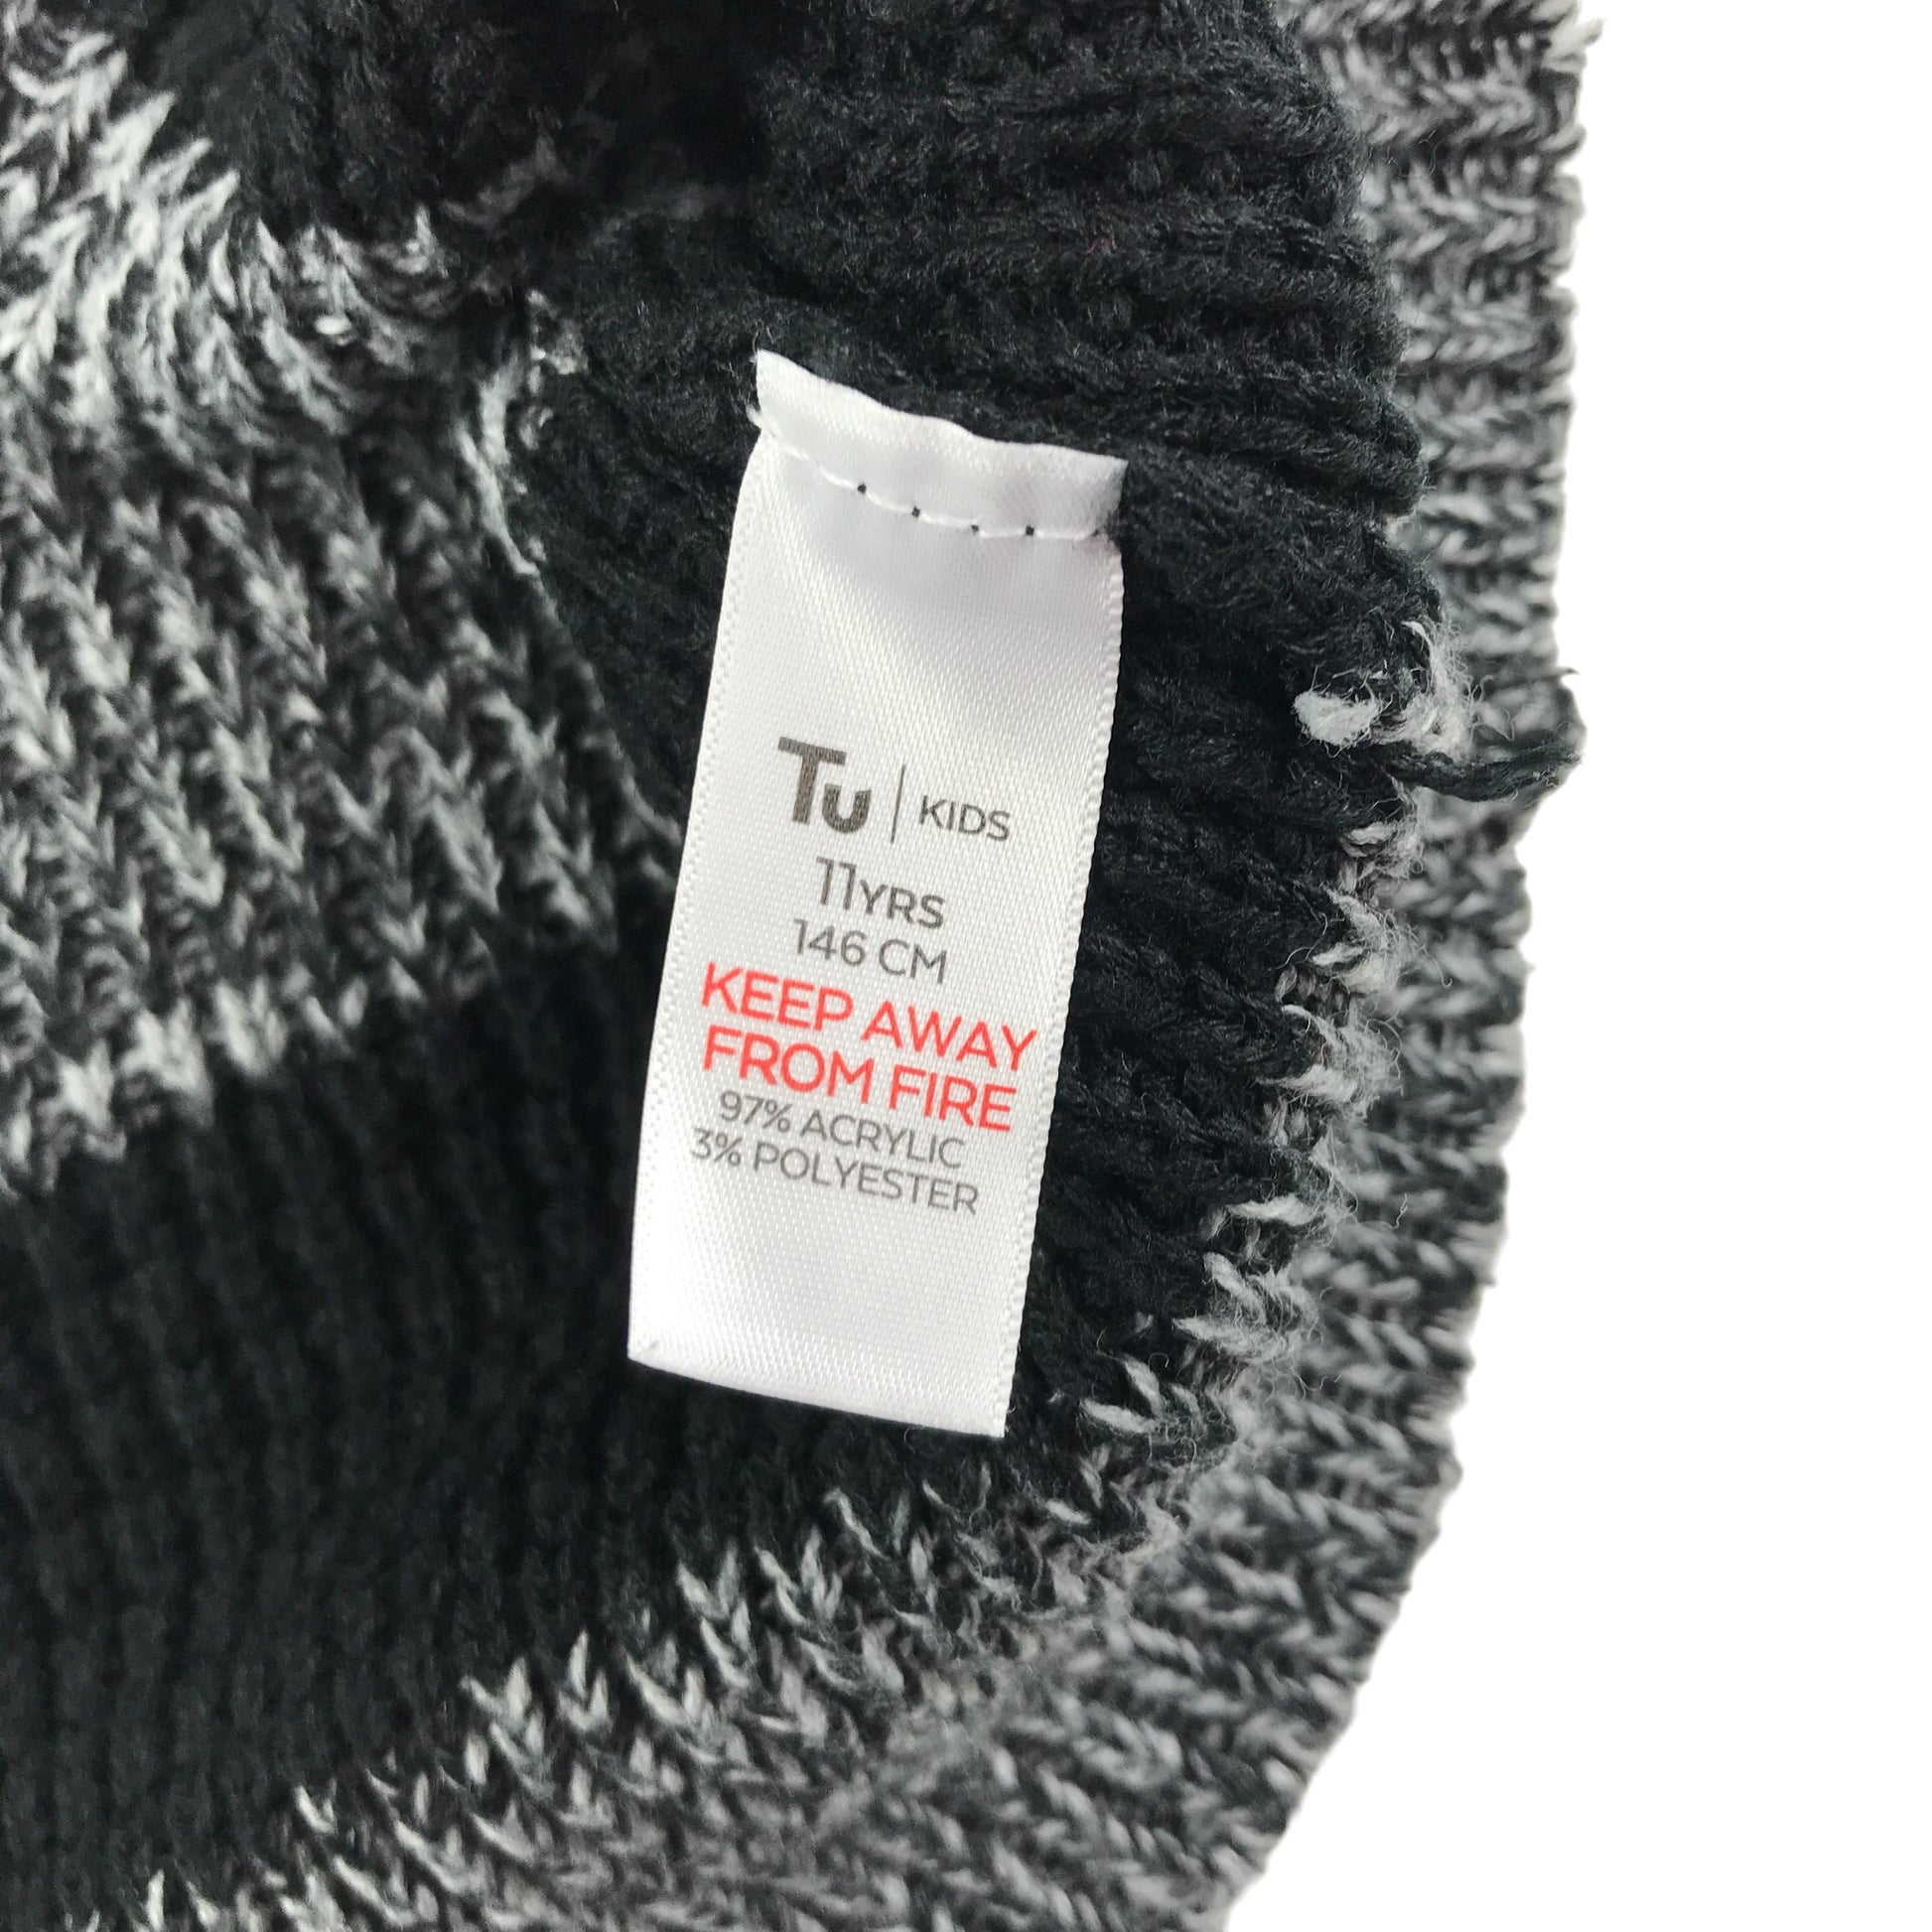 Tu | KIDS
11YRS
146 CM
KEEP AWAY
FROM FIRE
97% ACRYLIC
3% POLYESTER